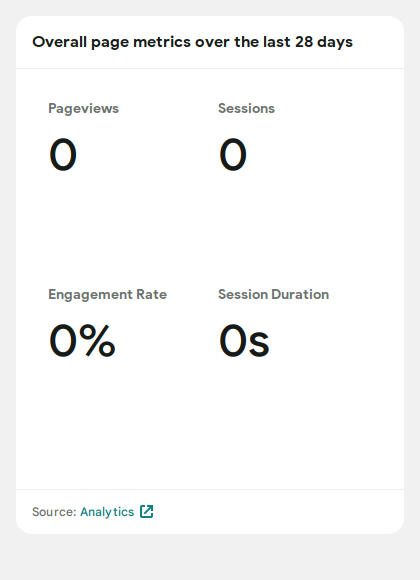 Overall page metrics over the last 28 days
Pageviews
0
Sessions
0
Engagement Rate
0%
Session Duration
0s
Source: Analytics